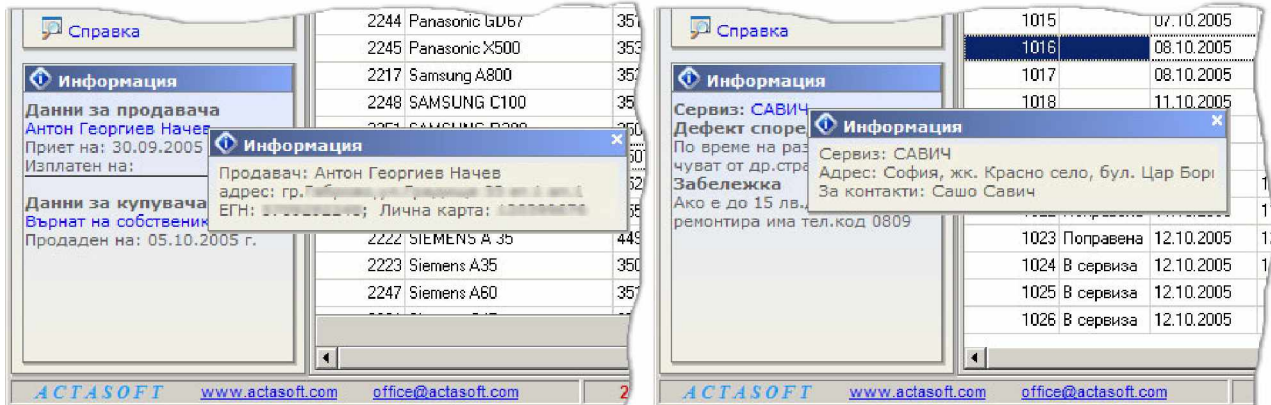 Справка
Информация
Данни за продавача
Антон Георгиев Начев
Приет на: 30.09.2005
Изплатен на:
Данни за купувача
Върнат на собственик
Продаден на: 05.10.2005 г.
2244 Panasonic GD67
2245 Panasonic X500 353
2217 Samsung A800
2248 SAMSUNG C100 35
Информация
Продавач: Антон Георгиев Начев
адрес: гр.
ЕГН: ; Лична карта:
2222 SIEMENS A 35 449
2223 Siemens A35 350
2247 Siemens A60 351
ACTASOFT www.actasoft.com office@actasoft.com 2
Справка
Информация
Сервиз: САВИЧ
Дефект споре
По време на раз
чуват от др.стра
Забележка
Ако е до 15 лв.
ремонтира има тел.код 0809
1015 07.10.2005
1016 08.10.2005
1017 08.10.2005
1018 11.10.2005
Информация
Сервиз: САВИЧ
Адрес: София, жк. Красно село, бул. Цар Бори
За контакти: Сашо Савич
1023 Поправена 12.10.2005
1024 В сервиза 12.10.2005
1025 В сервиза 12.10.2005
1026 В сервиза 12.10.2005
ACTASOFT www.actasoft.com office@actasoft.com